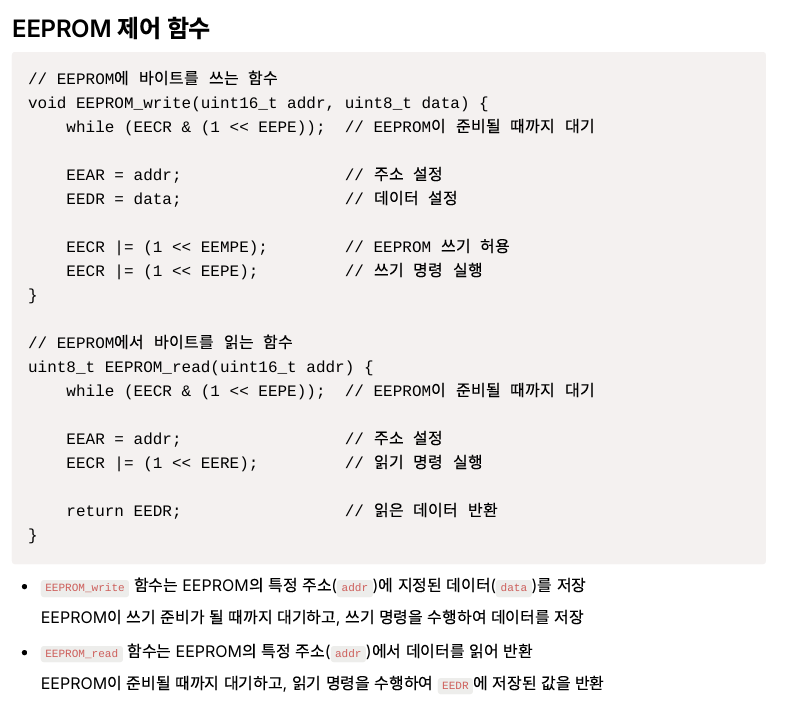 EEPROM 제어 함수
// EEPROM에 바이트를 쓰는 함수
void EEPROM_write(uint16_t addr, uint8_t data) {
    while (EECR & (1 << EEPE));  // EEPROM이 준비될 때까지 대기
    EEAR = addr;                 // 주소 설정
    EEDR = data;                 // 데이터 설정
    EECR |= (1 << EEMPE);        // EEPROM 쓰기 허용
    EECR |= (1 << EEPE);         // 쓰기 명령 실행
}
// EEPROM에서 바이트를 읽는 함수
uint8_t EEPROM_read(uint16_t addr) {
    while (EECR & (1 << EEPE));  // EEPROM이 준비될 때까지 대기
    EEAR = addr;                 // 주소 설정
    EECR |= (1 << EERE);         // 읽기 명령 실행
    return EEDR;                 // 읽은 데이터 반환
}
• EEPROM_write 함수는 EEPROM의 특정 주소(addr)에 지정된 데이터(data)를 저장
EEPROM이 쓰기 준비가 될 때까지 대기하고, 쓰기 명령을 수행하여 데이터를 저장
• EEPROM_read 함수는 EEPROM의 특정 주소(addr)에서 데이터를 읽어 반환
EEPROM이 준비될 때까지 대기하고, 읽기 명령을 수행하여 EEDR에 저장된 값을 반환